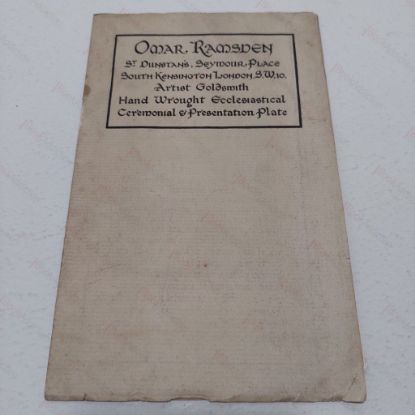 Omar Ramsden
St Dunstan's, Seymour-Place
South Kensington London S.W.10.
Artist Goldsmith
Hand Wrought Ecclesiastical
Ceremonial & Presentation Plate